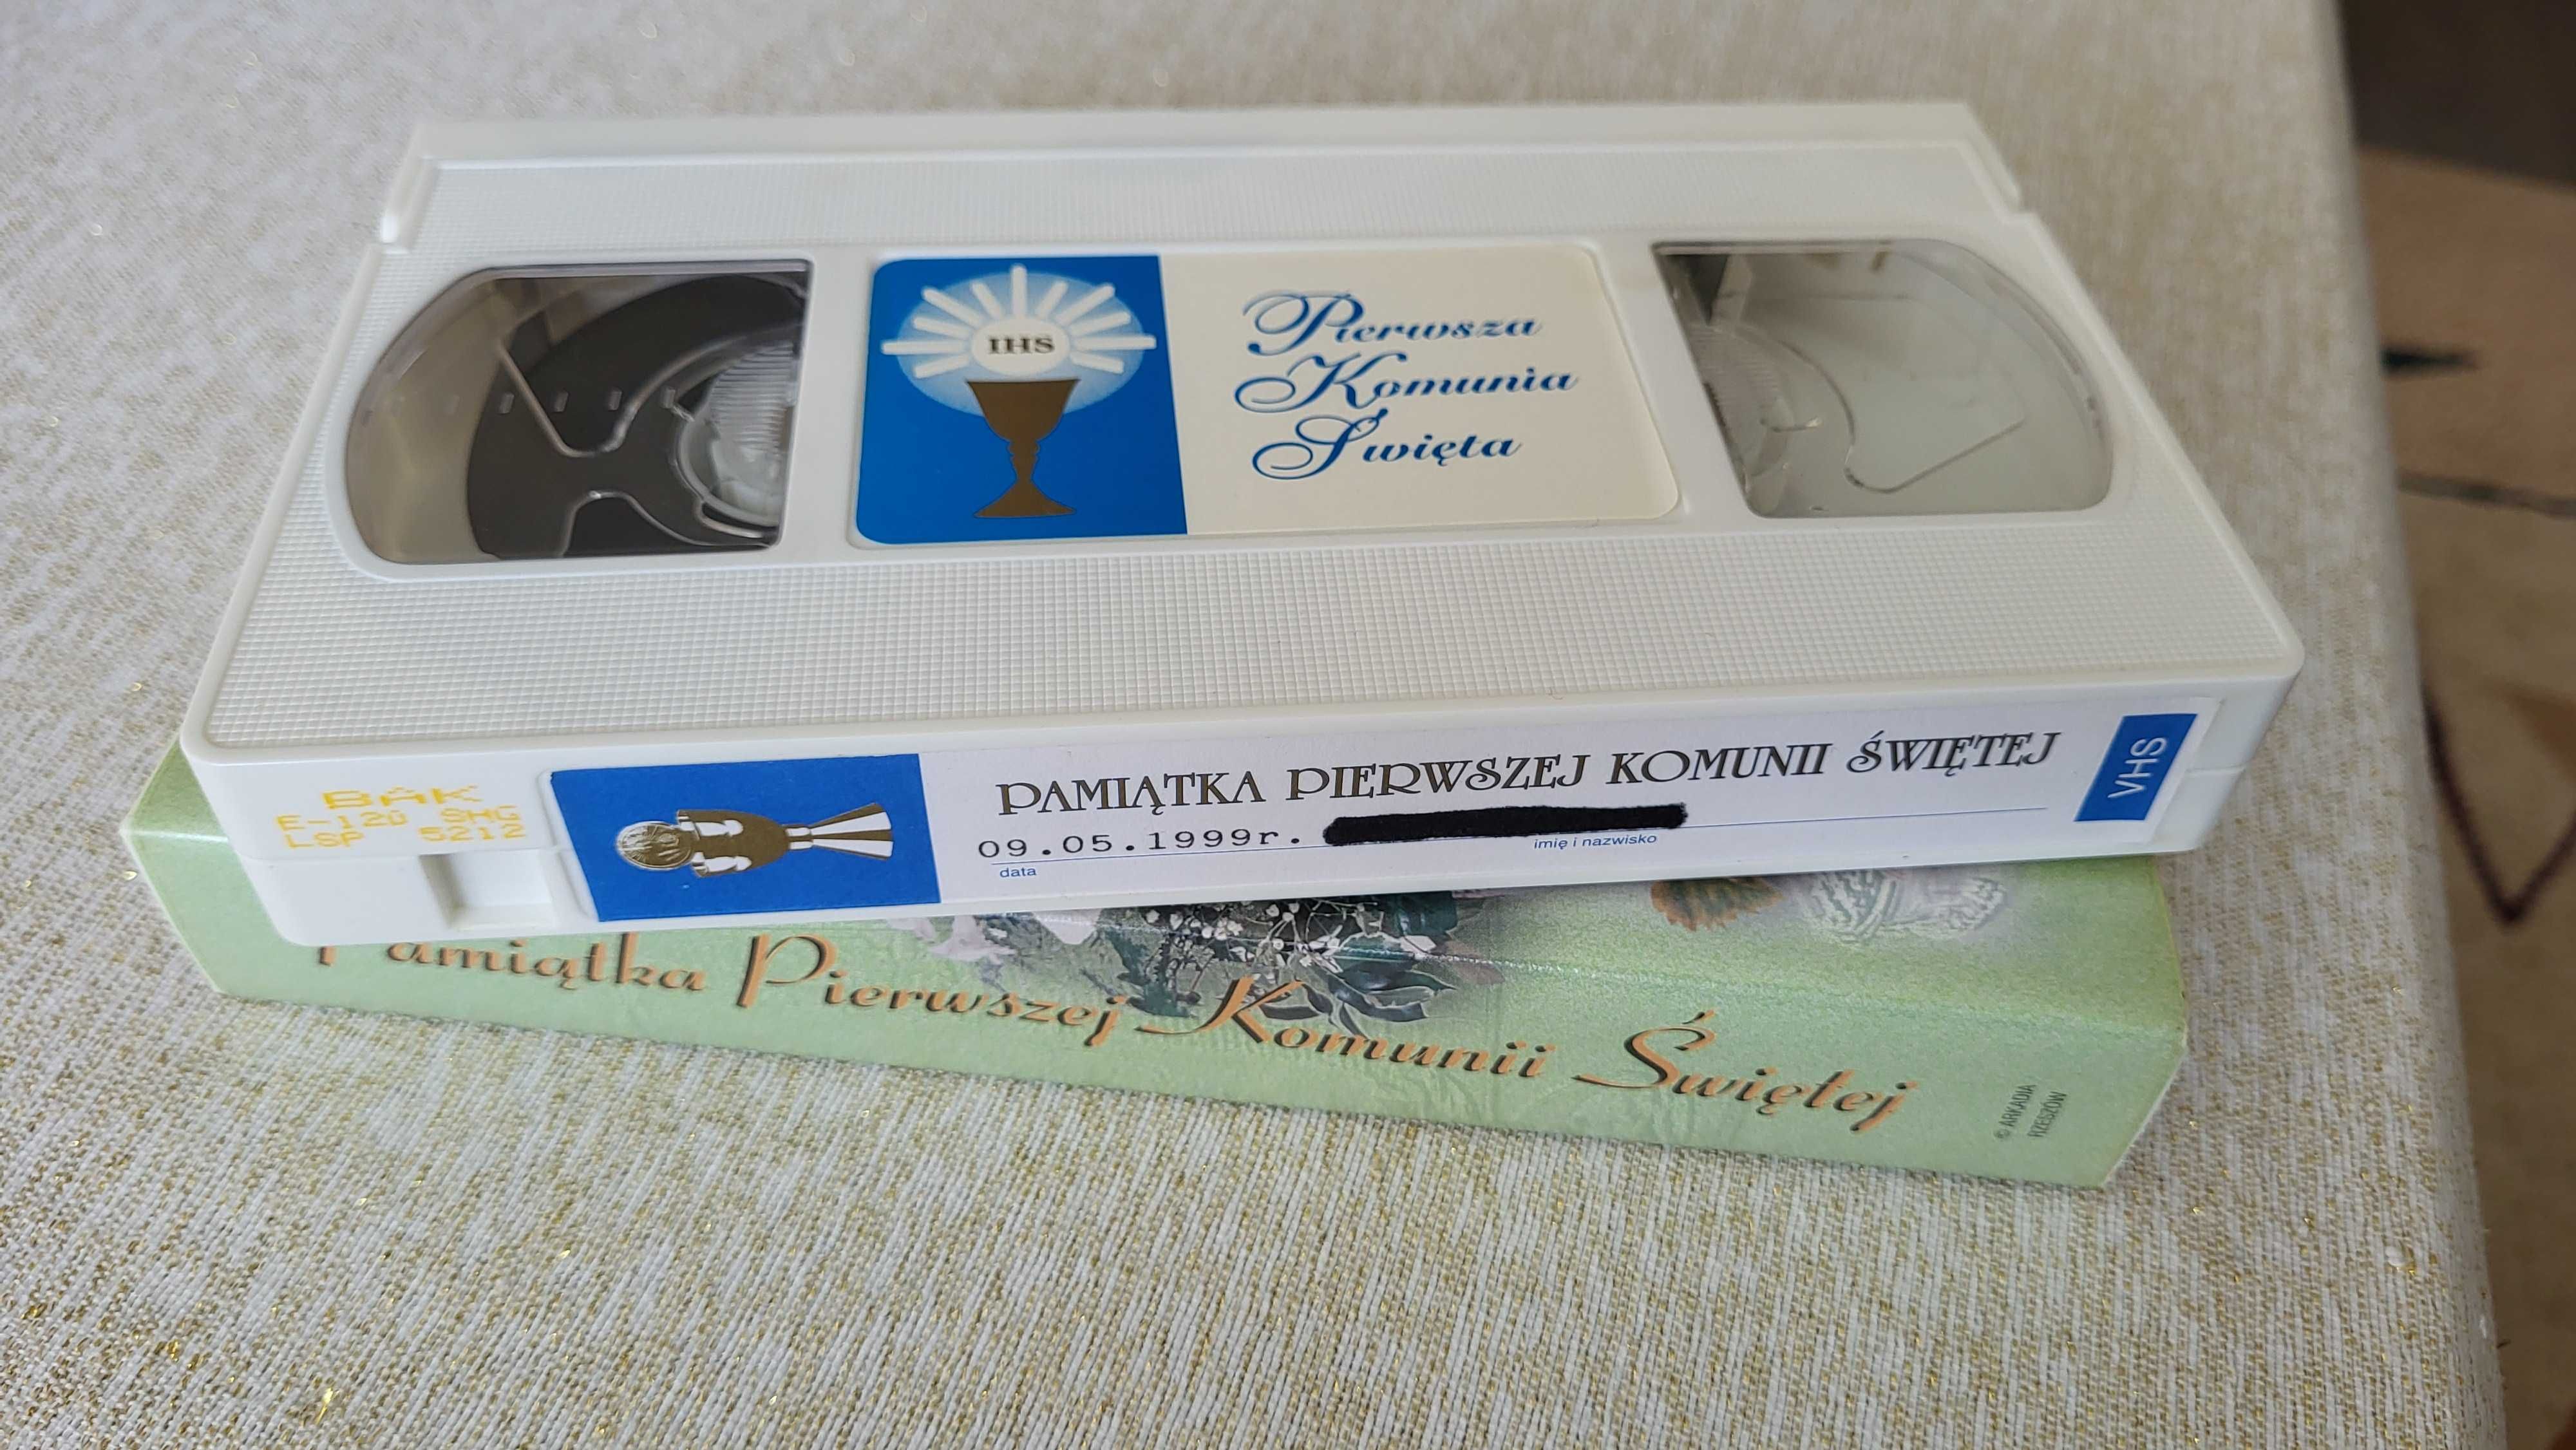 IHS
Pierwsza
Komunia
Święta
BAK
E-120 SHG
LSP 5212
PAMIĄTKA PIERWSZEJ KOMUNII ŚWIĘTEJ
09.05.1999r.
data
imię i nazwisko
VHS
Pamiątka Pierwszej Komunii Świętej
© ARKADIA
RZESZÓW